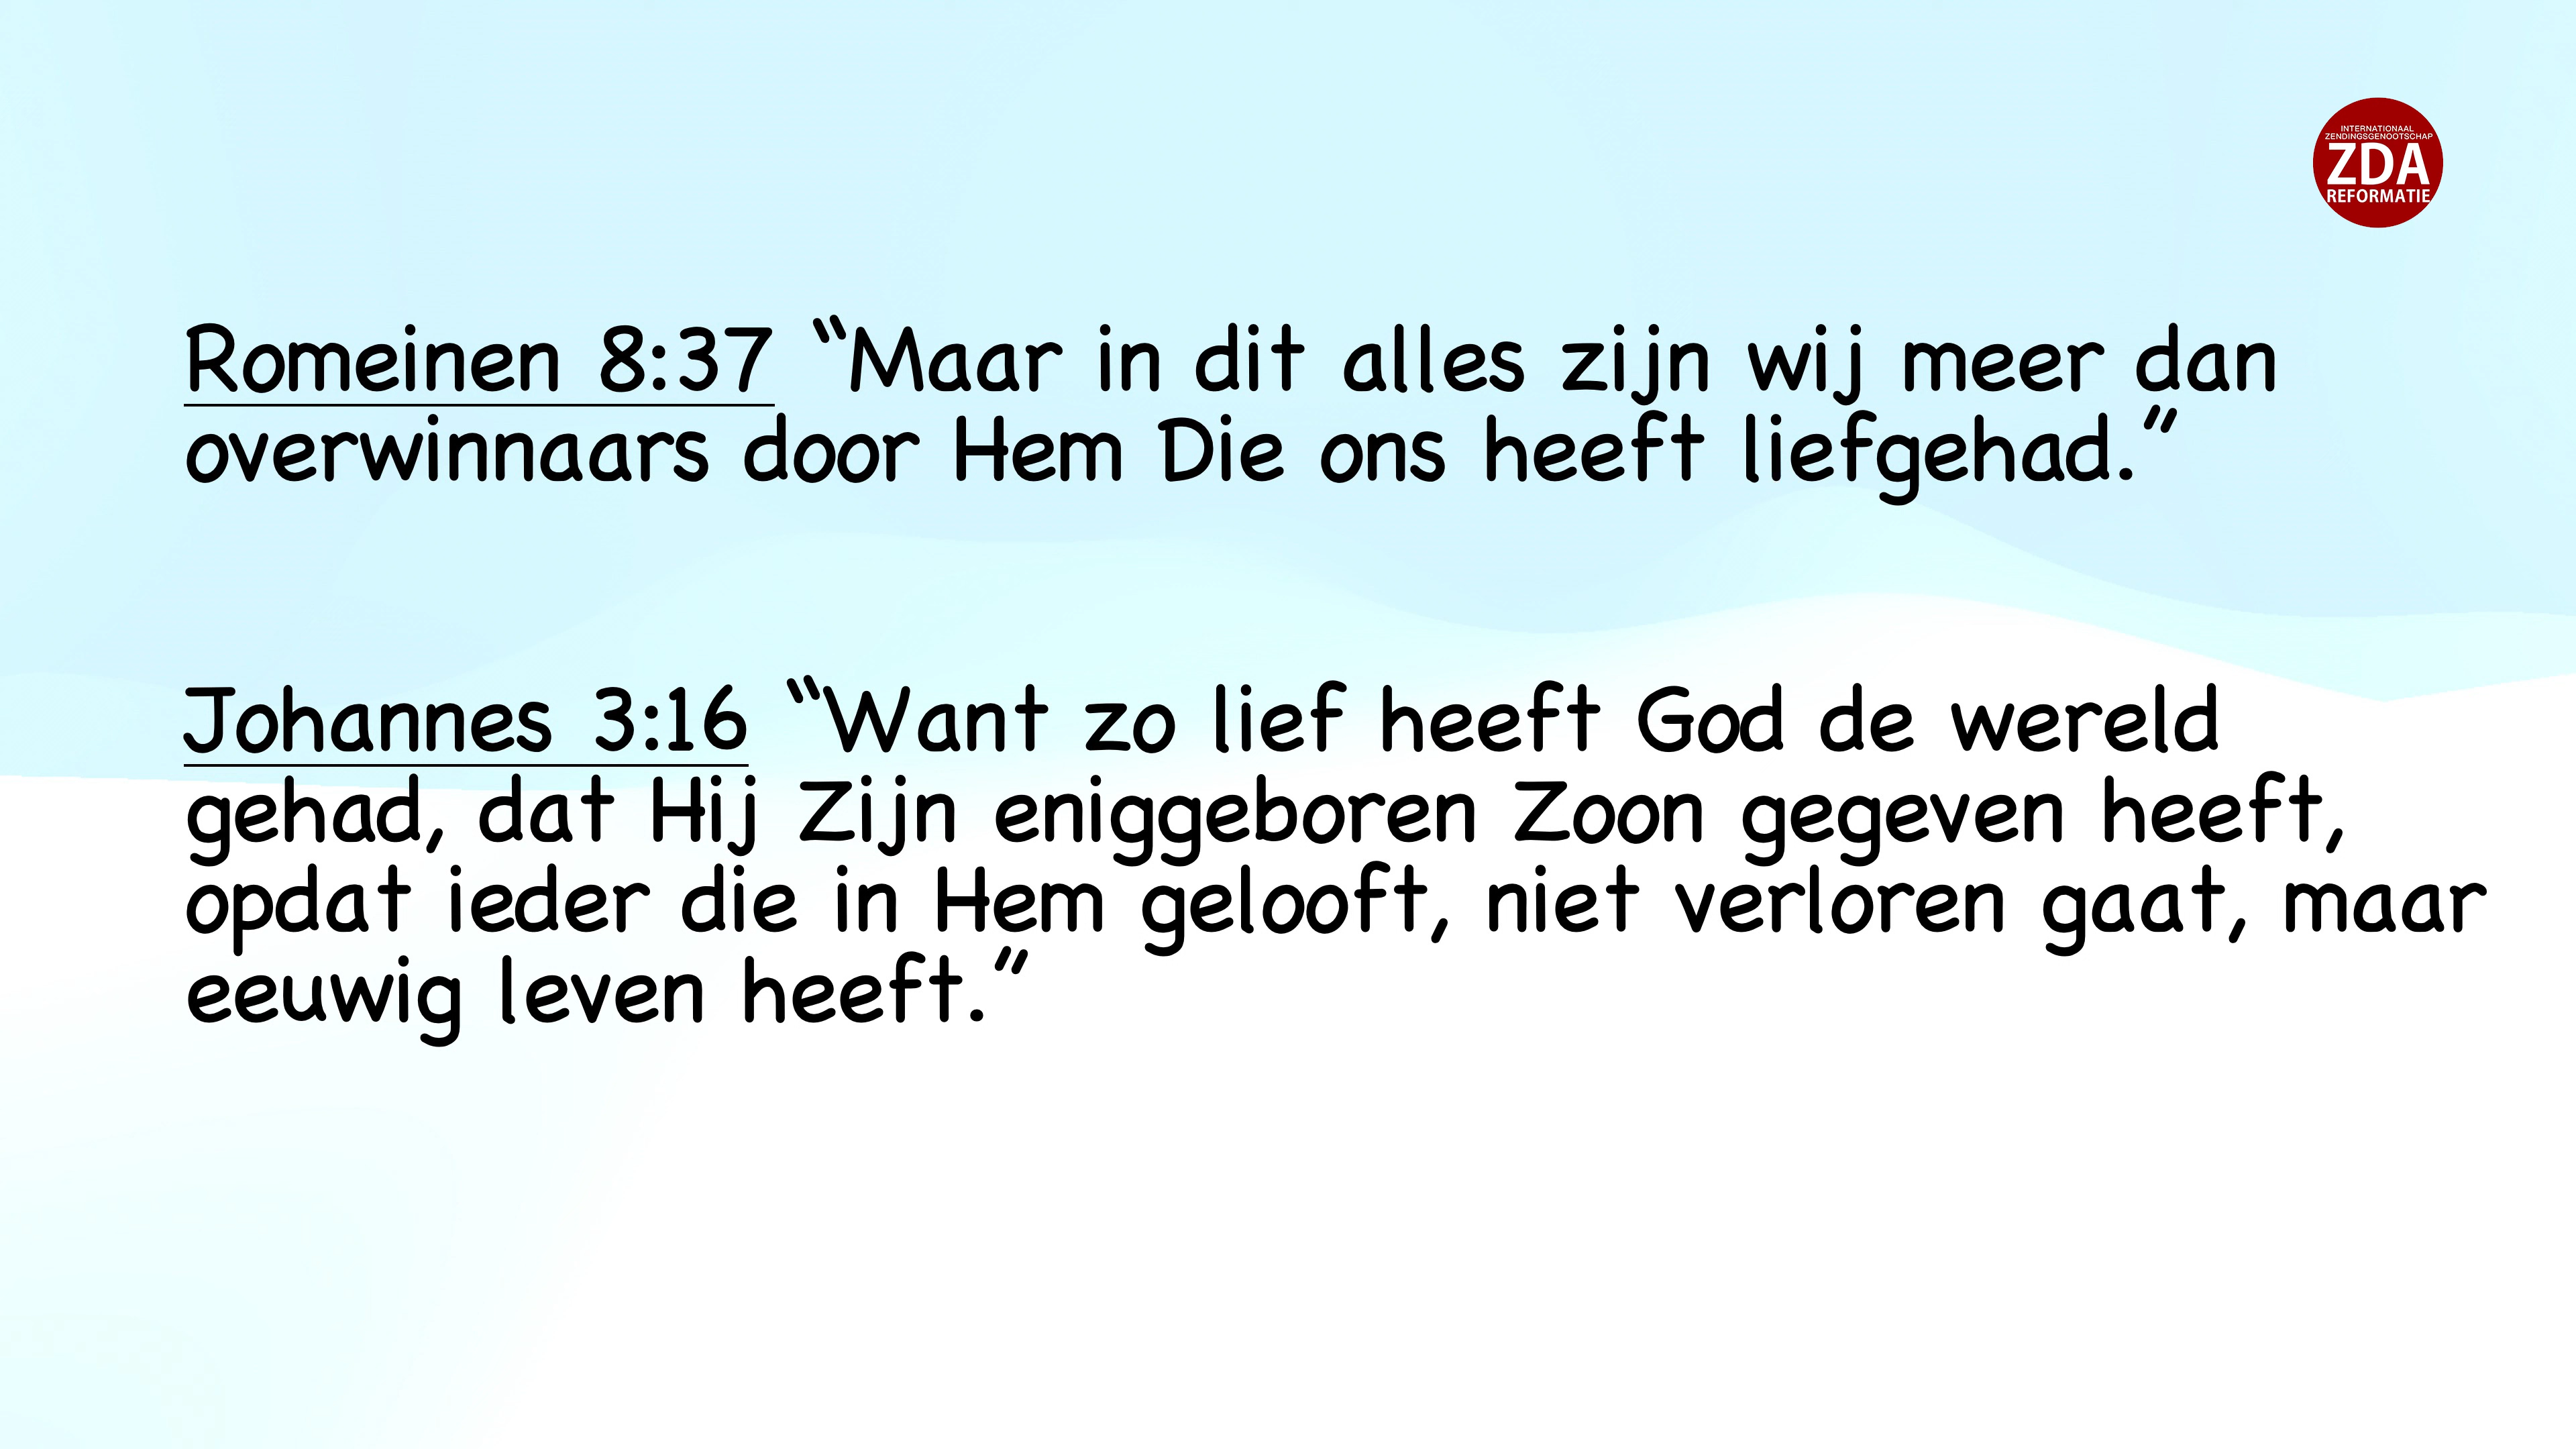 INTERNATIONAAL
ZENDINGSGENOOTSCHAP
ZDA
REFORMATIE
Romeinen 8:37 “Maar in dit alles zijn wij meer dan
overwinnaars door Hem Die ons heeft liefgehad.”
Johannes 3:16 “Want zo lief heeft God de wereld
gehad, dat Hij Zijn eniggeboren Zoon gegeven heeft,
opdat ieder die in Hem gelooft, niet verloren gaat, maar
eeuwig leven heeft.”